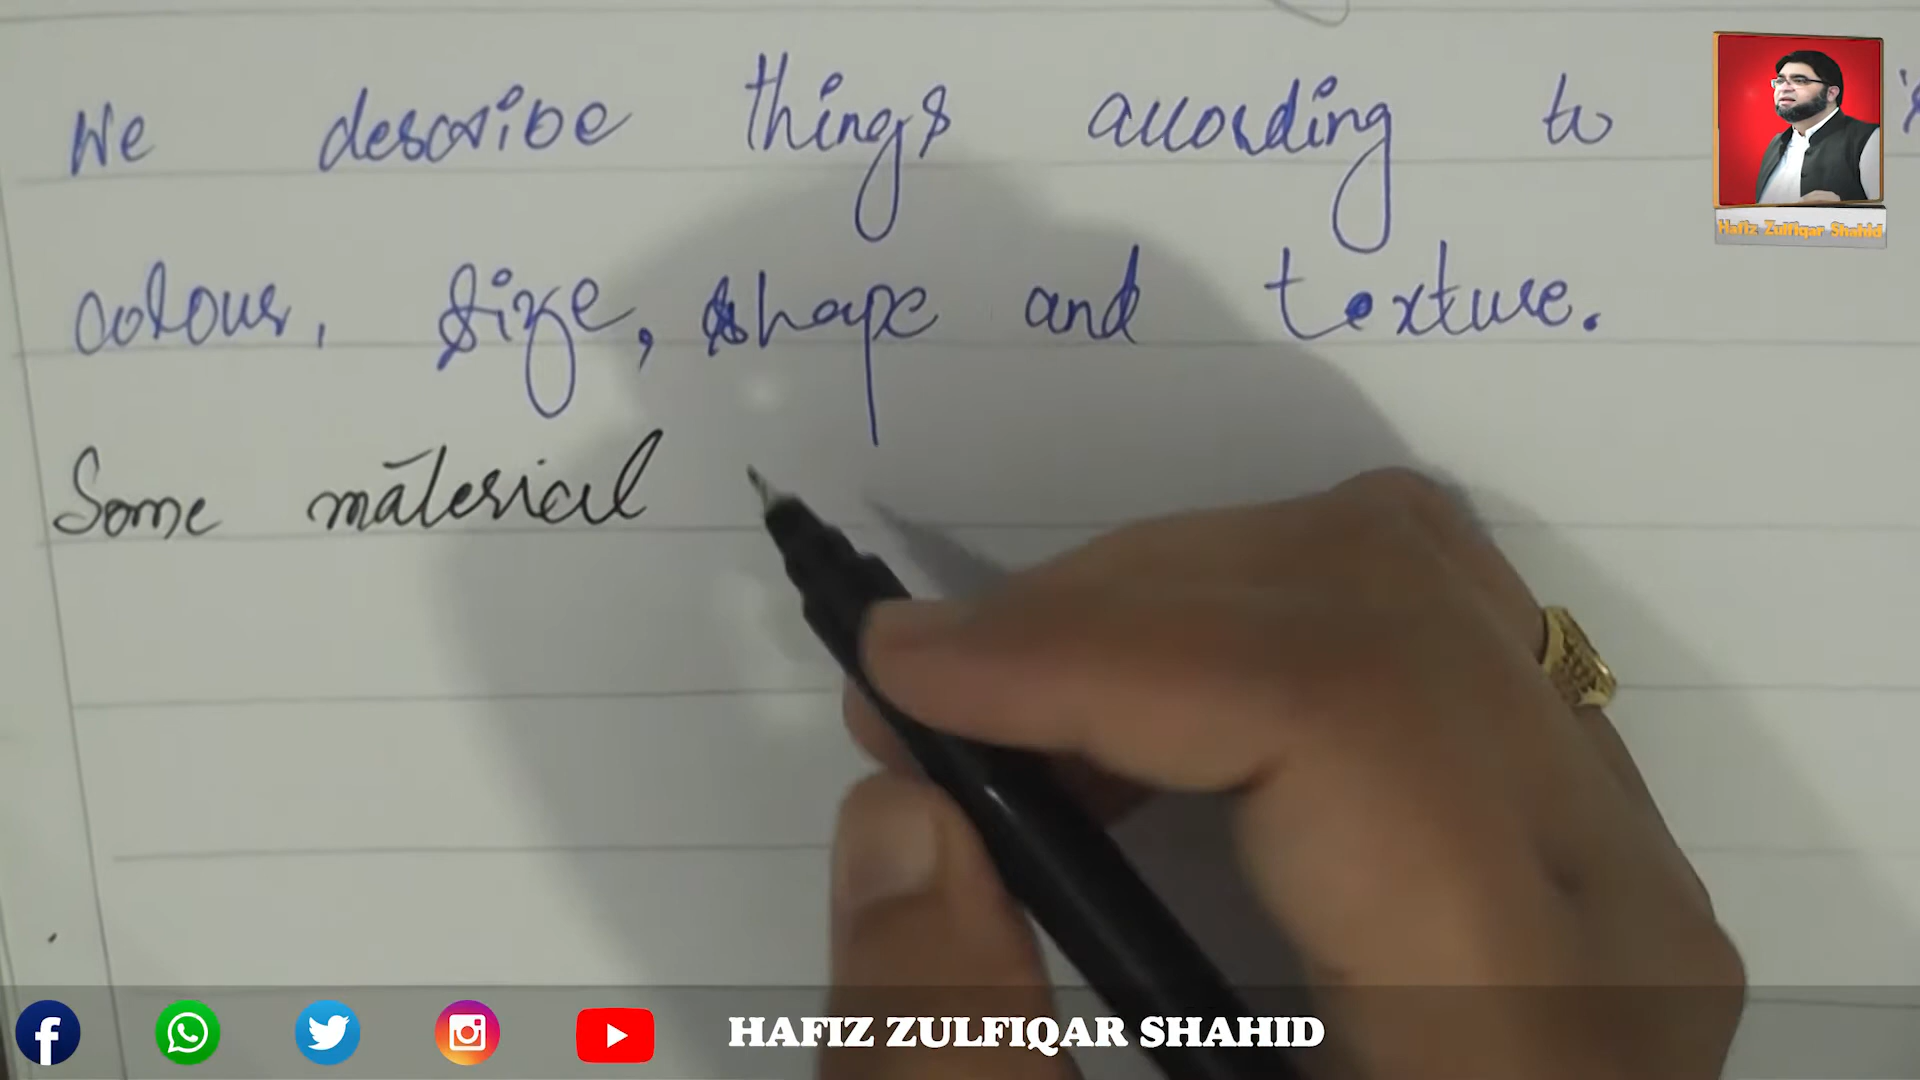 We describe things according to
colour, size, shape and texture.
Some material
Hafiz Zulfiqar Shahid
HAFIZ ZULFIQAR SHAHID